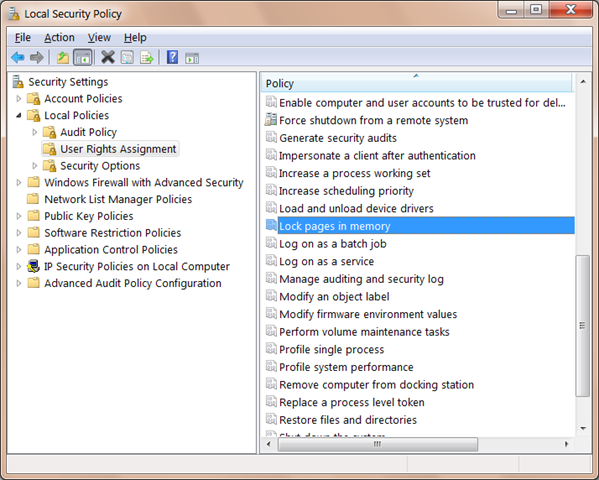 Local Security Policy
File Action View Help
Security Settings
Account Policies
Local Policies
Audit Policy
User Rights Assignment
Security Options
Windows Firewall with Advanced Security
Network List Manager Policies
Public Key Policies
Software Restriction Policies
Application Control Policies
IP Security Policies on Local Computer
Advanced Audit Policy Configuration
Policy
Enable computer and user accounts to be trusted for del...
Force shutdown from a remote system
Generate security audits
Impersonate a client after authentication
Increase a process working set
Increase scheduling priority
Load and unload device drivers
Lock pages in memory
Log on as a batch job
Log on as a service
Manage auditing and security log
Modify an object label
Modify firmware environment values
Perform volume maintenance tasks
Profile single process
Profile system performance
Remove computer from docking station
Replace a process level token
Restore files and directories
Shut down the system